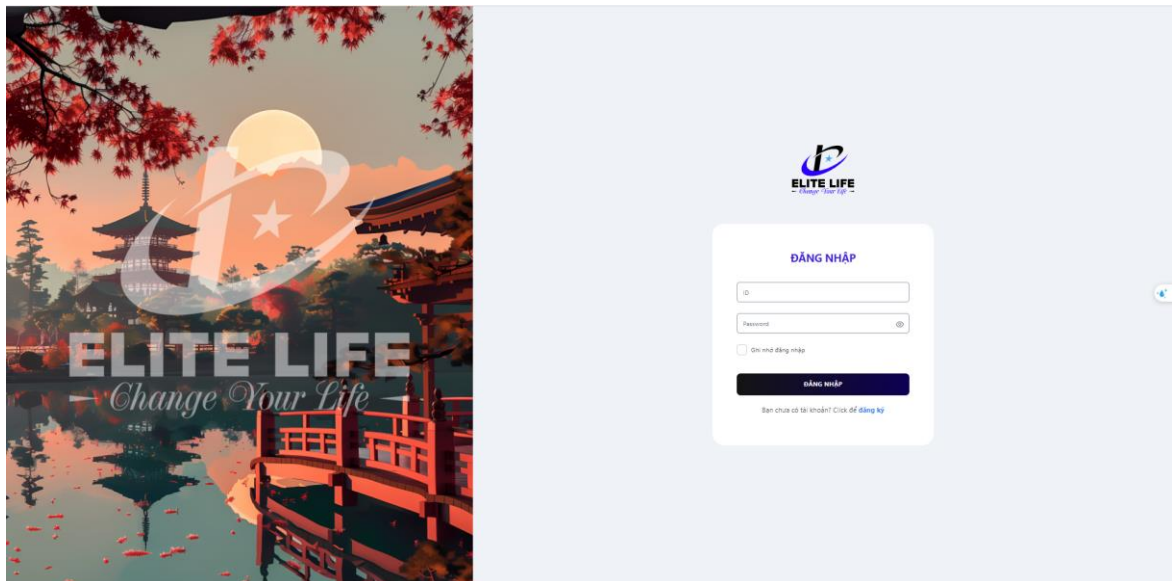 ELITE LIFE
Change Your Life
ELITE LIFE
Change Your Life
ĐĂNG NHẬP
ID
Password
Ghi nhớ đăng nhập
ĐĂNG NHẬP
Bạn chưa có tài khoản? Click để đăng ký